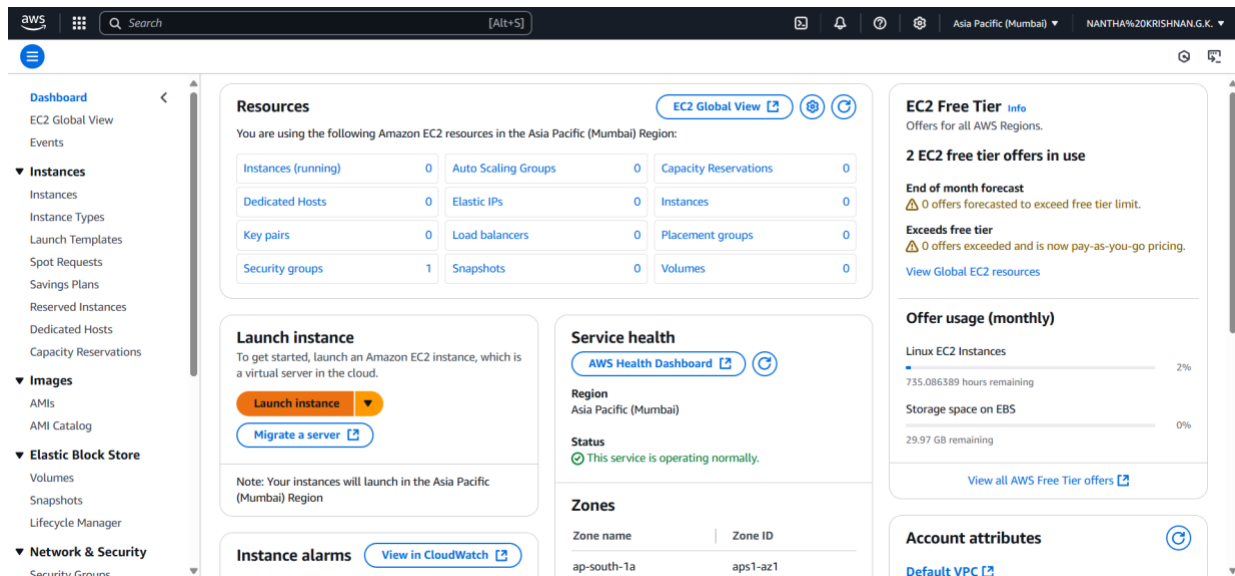 aws
Search
[Alt+S]
Asia Pacific (Mumbai)
NANTHA%20KRISHNAN.G.K.
Dashboard
EC2 Global View
Events
Instances
Instances
Instance Types
Launch Templates
Spot Requests
Savings Plans
Reserved Instances
Dedicated Hosts
Capacity Reservations
Images
AMIs
AMI Catalog
Elastic Block Store
Volumes
Snapshots
Lifecycle Manager
Network & Security
Security Groups
Resources
EC2 Global View
You are using the following Amazon EC2 resources in the Asia Pacific (Mumbai) Region:
Instances (running) 0 Auto Scaling Groups 0 Capacity Reservations 0
Dedicated Hosts 0 Elastic IPs 0 Instances 0
Key pairs 0 Load balancers 0 Placement groups 0
Security groups 1 Snapshots 0 Volumes 0
Launch instance
To get started, launch an Amazon EC2 instance, which is
a virtual server in the cloud.
Launch instance
Migrate a server
Note: Your instances will launch in the Asia Pacific
(Mumbai) Region
Instance alarms
View in CloudWatch
Service health
AWS Health Dashboard
Region
Asia Pacific (Mumbai)
Status
This service is operating normally.
Zones
Zone name Zone ID
ap-south-1a aps1-az1
EC2 Free Tier Info
Offers for all AWS Regions.
2 EC2 free tier offers in use
End of month forecast
0 offers forecasted to exceed free tier limit.
Exceeds free tier
0 offers exceeded and is now pay-as-you-go pricing.
View Global EC2 resources
Offer usage (monthly)
Linux EC2 Instances
2%
735.086389 hours remaining
Storage space on EBS
0%
29.97 GB remaining
View all AWS Free Tier offers
Account attributes
Default VPC